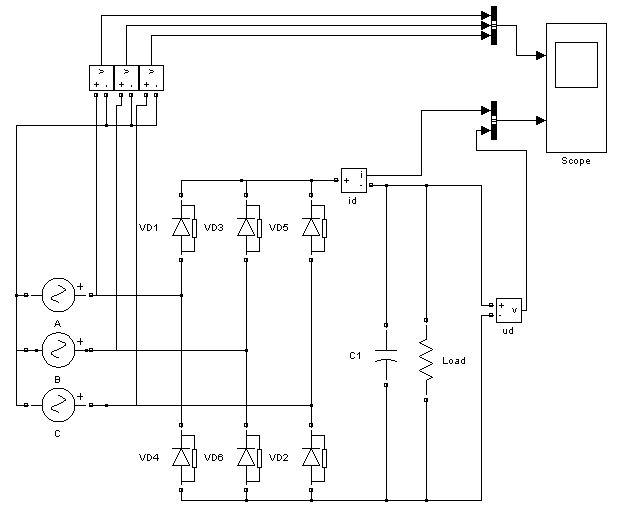 v v v
+ - + - + -
Scope
+ i
-
id
VD1 VD3 VD5
+
A
+
-
v
ud
+
B
C1 Load
+
C
VD4 VD6 VD2